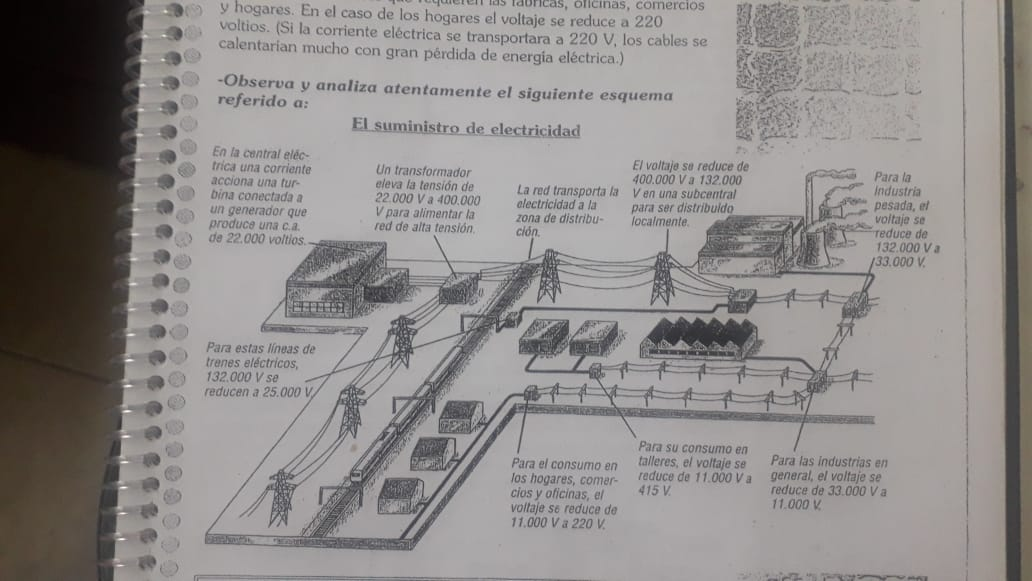 requieren las fábricas, oficinas, comercios
y hogares. En el caso de los hogares el voltaje se reduce a 220
voltios. (Si la corriente eléctrica se transportara a 220 V, los cables se
calentarían mucho con gran pérdida de energía eléctrica.)
-Observa y analiza atentamente el siguiente esquema
referido a:
El suministro de electricidad
En la central eléc-
trica una corriente
acciona una tur-
bina conectada a
un generador que
produce una c.a.
de 22.000 voltios.
Un transformador
eleva la tensión de
22.000 V a 400.000
V para alimentar la
red de alta tensión.
La red transporta la
electricidad a la
zona de distribu-
ción.
El voltaje se reduce de
400.000 V a 132.000
V en una subcentral
para ser distribuido
localmente.
Para la
industria
pesada, el
voltaje se
reduce de
132.000 V a
33.000 V.
Para estas líneas de
trenes eléctricos,
132.000 V se
reducen a 25.000 V.
Para el consumo en
los hogares, comer-
cios y oficinas, el
voltaje se reduce de
11.000 V a 220 V.
Para su consumo en
talleres, el voltaje se
reduce de 11.000 V a
415 V.
Para las industrias en
general, el voltaje se
reduce de 33.000 V a
11.000 V.